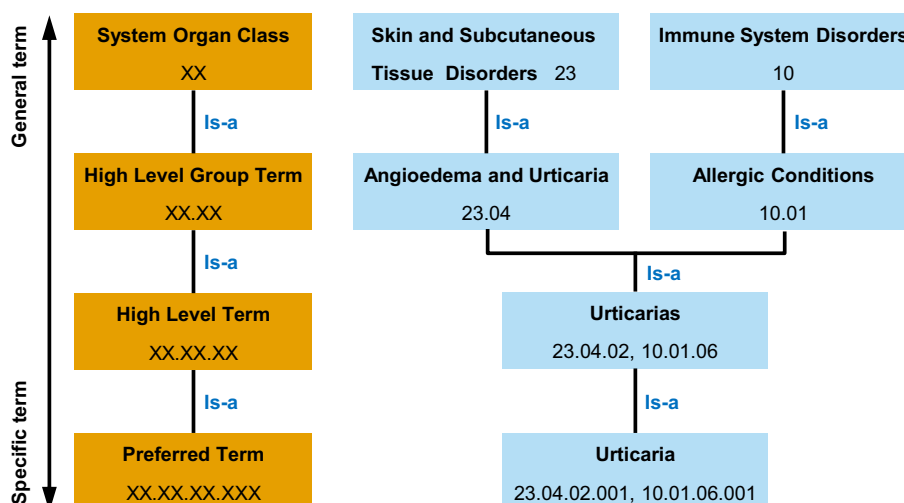 General term
Specific term
System Organ Class
XX
Is-a
High Level Group Term
XX.XX
Is-a
High Level Term
XX.XX.XX
Is-a
Preferred Term
XX.XX.XX.XXX
Skin and Subcutaneous
Tissue Disorders 23
Is-a
Angioedema and Urticaria
23.04
Immune System Disorders
10
Is-a
Allergic Conditions
10.01
Is-a
Urticarias
23.04.02, 10.01.06
Is-a
Urticaria
23.04.02.001, 10.01.06.001